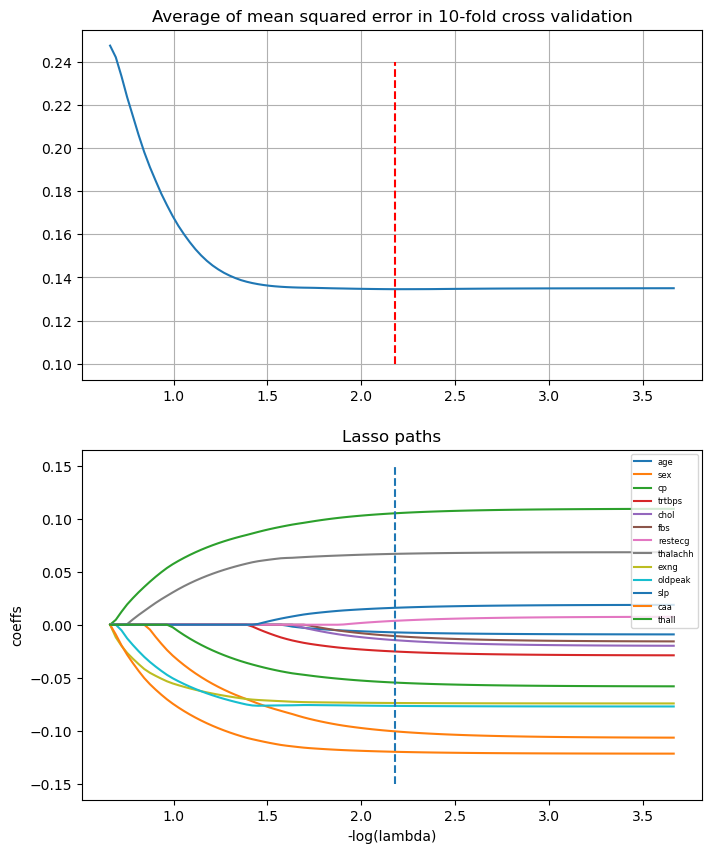 Average of mean squared error in 10-fold cross validation
0.24
0.22
0.20
0.18
0.16
0.14
0.12
0.10
1.0 1.5 2.0 2.5 3.0 3.5
Lasso paths
0.15
0.10
0.05
0.00
−0.05
−0.10
−0.15
coeffs
age
sex
cp
trtbps
chol
fbs
restecg
thalachh
exng
oldpeak
slp
caa
thall
1.0 1.5 2.0 2.5 3.0 3.5
-log(lambda)